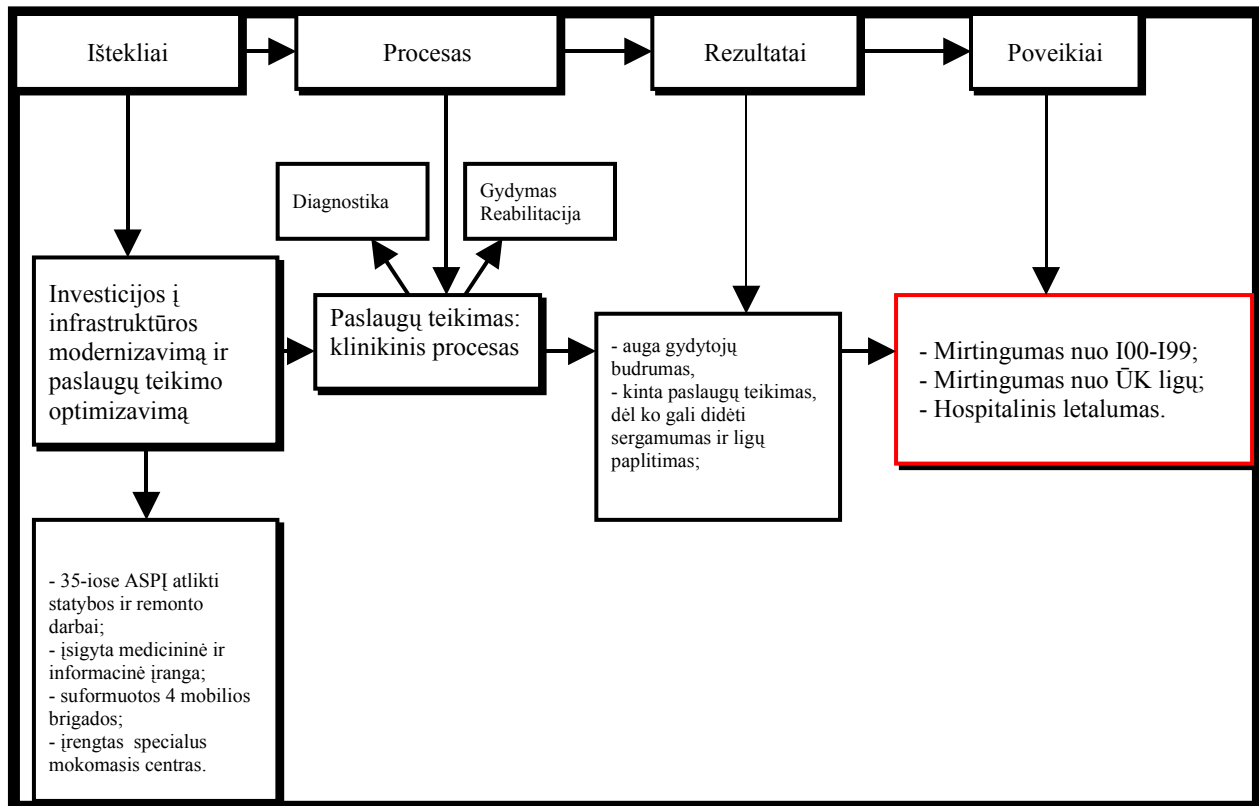 Ištekliai
Procesas
Rezultatai
Poveikiai
Diagnostika
Gydymas
Reabilitacija
Investicijos į
infrastruktūros
modernizavimą ir
paslaugų teikimo
optimizavimą
Paslaugų teikimas:
klinikinis procesas
- auga gydytojų
budrumas,
- kinta paslaugų teikimas,
dėl ko gali didėti
sergamumas ir ligų
paplitimas;
- Mirtingumas nuo I00-I99;
- Mirtingumas nuo ŪK ligų;
- Hospitalinis letalumas.
- 35-iose ASPĮ atlikti
statybos ir remonto
darbai;
- įsigyta medicininė ir
informacinė įranga;
- suformuotos 4 mobilios
brigados;
- įrengtas specialus
mokomasis centras.